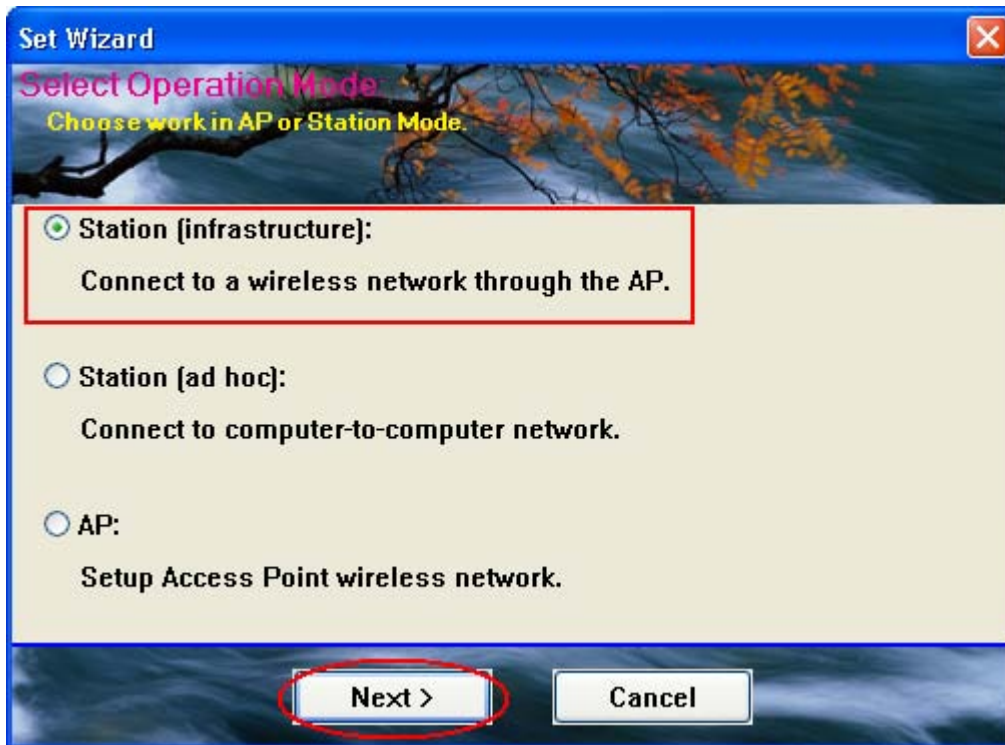 Set Wizard
Select Operation Mode:
Choose work in AP or Station Mode.
Station (infrastructure):
Connect to a wireless network through the AP.
Station (ad hoc):
Connect to computer-to-computer network.
AP:
Setup Access Point wireless network.
Next >
Cancel